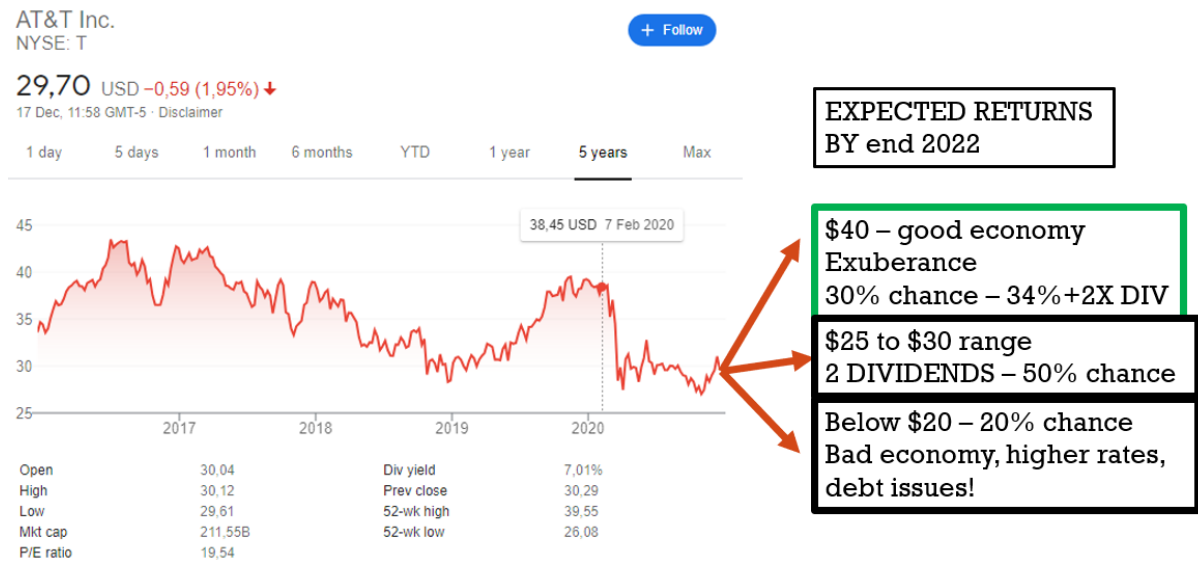 AT&T Inc.
NYSE: T
+ Follow
29,70 USD −0,59 (1,95%) ↓
17 Dec, 11:58 GMT-5 · Disclaimer
1 day 5 days 1 month 6 months YTD 1 year 5 years Max
38,45 USD 7 Feb 2020
45
40
35
30
25
2017 2018 2019 2020
Open 30,04 Div yield 7,01%
High 30,12 Prev close 30,29
Low 29,61 52-wk high 39,55
Mkt cap 211,55B 52-wk low 26,08
P/E ratio 19,54
EXPECTED RETURNS
BY end 2022
$40 – good economy
Exuberance
30% chance – 34%+2X DIV
$25 to $30 range
2 DIVIDENDS – 50% chance
Below $20 – 20% chance
Bad economy, higher rates,
debt issues!